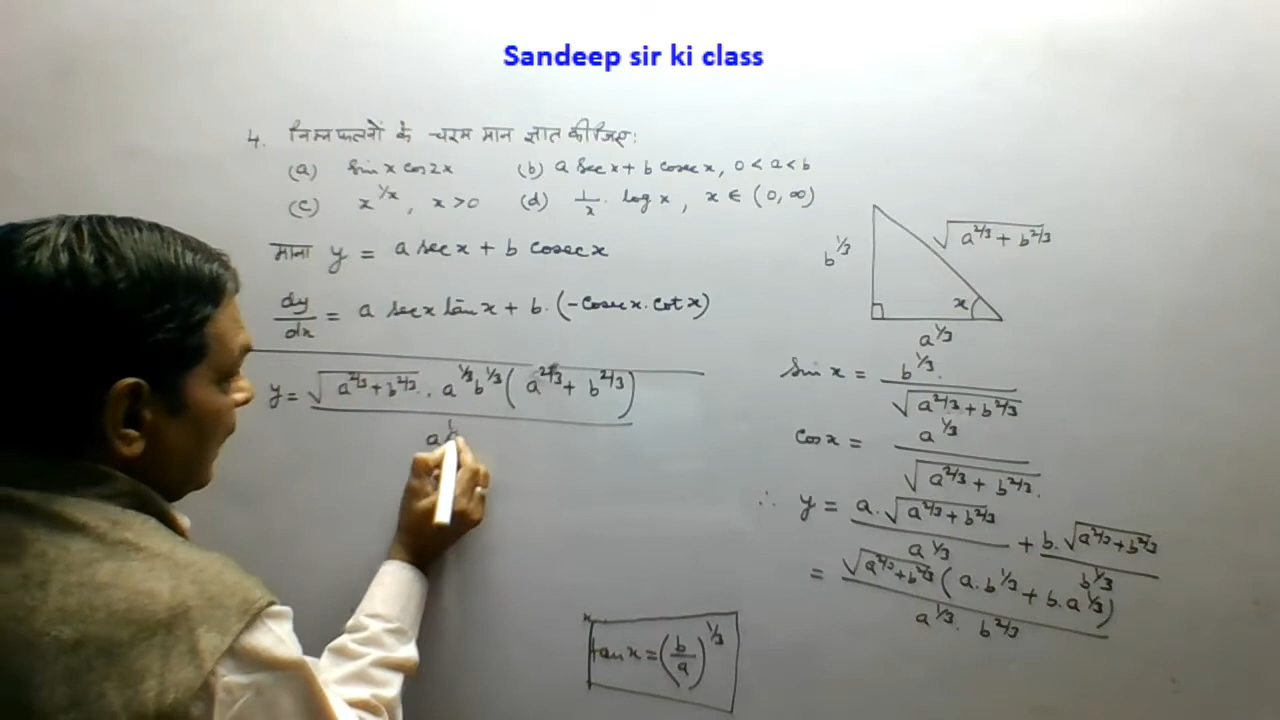 Sandeep sir ki class
4. निम्न फलनों के चरम मान ज्ञात कीजिए:
(a) sin x cos 2x (b) a sec x + b cosec x, 0 < a < b
(c) x^{1/x}, x > 0 (d) 1/x · log x, x ∈ (0, ∞)
माना y = a sec x + b cosec x
dy/dx = a sec x tan x + b · (-cosec x · cot x)
y = √(a^{2/3} + b^{2/3}) · a^{1/3} b^{1/3} (a^{2/3} + b^{2/3})
a
b^{1/3}
√(a^{2/3} + b^{2/3})
x
a^{1/3}
sin x = b^{1/3} / √(a^{2/3} + b^{2/3})
cos x = a^{1/3} / √(a^{2/3} + b^{2/3})
∴ y = a · √(a^{2/3} + b^{2/3}) / a^{1/3} + b · √(a^{2/3} + b^{2/3}) / b^{1/3}
= √(a^{2/3} + b^{2/3}) (a · b^{1/3} + b · a^{1/3}) / a^{1/3} · b^{2/3}
tan x = (b/a)^{1/3}